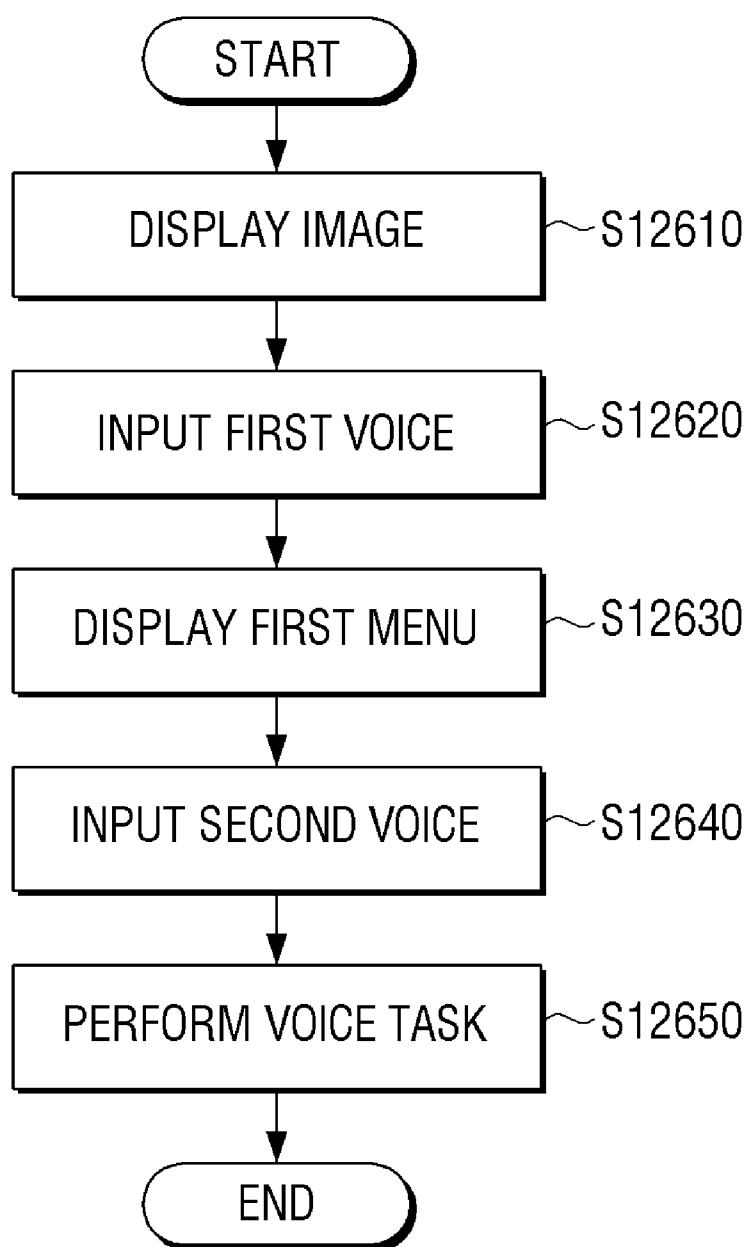 START
DISPLAY IMAGE
S12610
INPUT FIRST VOICE
S12620
DISPLAY FIRST MENU
S12630
INPUT SECOND VOICE
S12640
PERFORM VOICE TASK
S12650
END